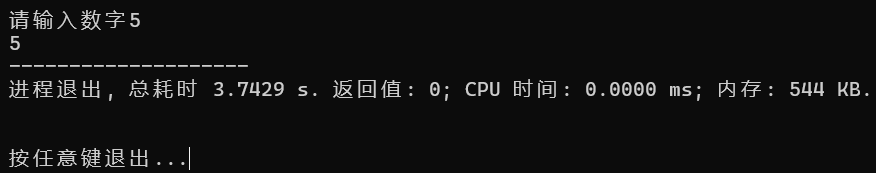 请输入数字5
5
--------------------
进程退出，总耗时 3.7429 s. 返回值: 0; CPU 时间: 0.0000 ms; 内存: 544 KB.
按任意键退出...